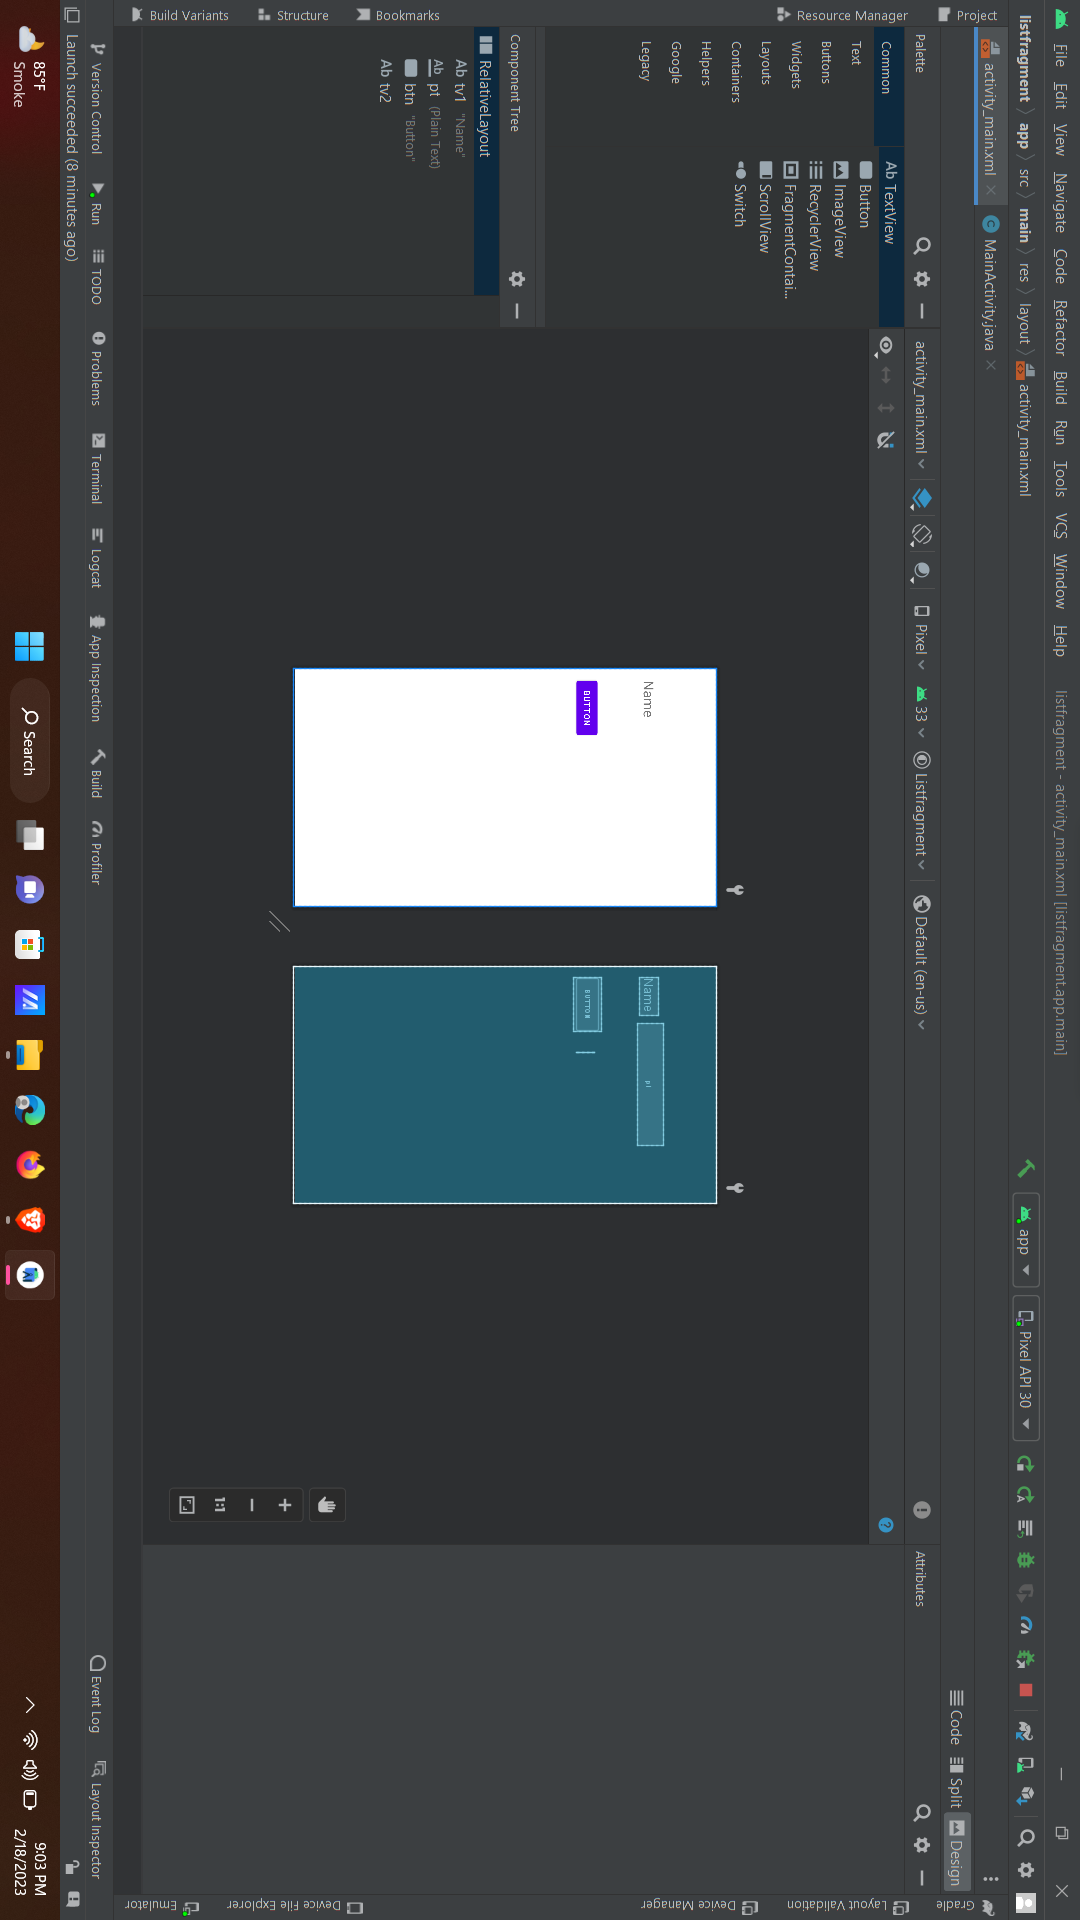 File Edit View Navigate Code Refactor Build Run Tools VCS Window Help listfragment - activity_main.xml [listfragment.app.main]
listfragment app src main res layout activity_main.xml app Pixel API 30
activity_main.xml MainActivity.java
Code Split Design
Project
Resource Manager
Bookmarks
Structure
Build Variants
Palette
Common
Text
Buttons
Widgets
Layouts
Containers
Helpers
Google
Legacy
Ab TextView
Button
ImageView
RecyclerView
FragmentContai...
ScrollView
Switch
Component Tree
RelativeLayout
Ab tv1 "Name"
Ab pt (Plain Text)
btn "Button"
Ab tv2
activity_main.xml Pixel 33 Listfragment Default (en-us)
Name
BUTTON
Name
pt
BUTTON
1:1
Attributes
Gradle
Layout Validation
Device Manager
Device File Explorer
Emulator
Version Control Run TODO Problems Terminal Logcat App Inspection Build Profiler Event Log Layout Inspector
Launch succeeded (8 minutes ago)
85°F
Smoke
Search
9:03 PM
2/18/2023